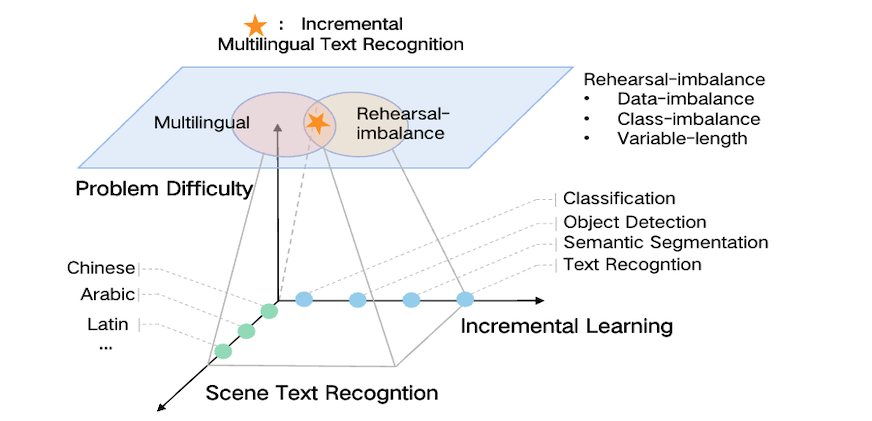 : Incremental
Multilingual Text Recognition
Rehearsal-imbalance
• Data-imbalance
• Class-imbalance
• Variable-length
Multilingual
Rehearsal-
imbalance
Problem Difficulty
Classification
Object Detection
Semantic Segmentation
Text Recogntion
Chinese
Arabic
Latin
...
Incremental Learning
Scene Text Recogntion